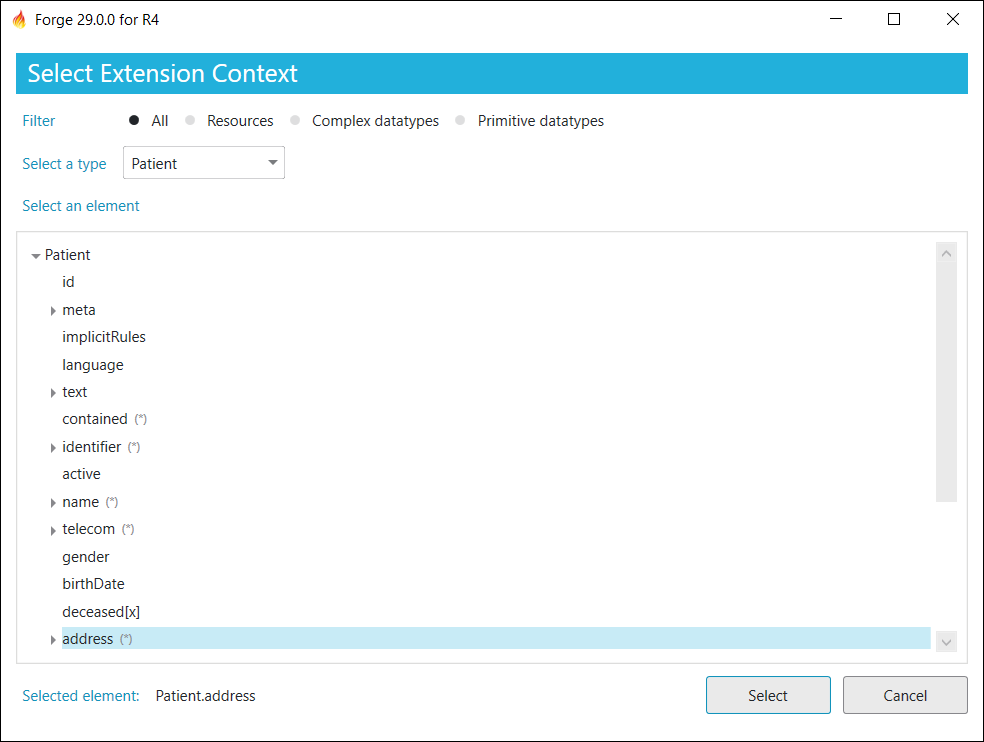 Forge 29.0.0 for R4
Select Extension Context
Filter All Resources Complex datatypes Primitive datatypes
Select a type Patient
Select an element
Patient
id
meta
implicitRules
language
text
contained (*)
identifier (*)
active
name (*)
telecom (*)
gender
birthDate
deceased[x]
address (*)
Selected element: Patient.address Select Cancel